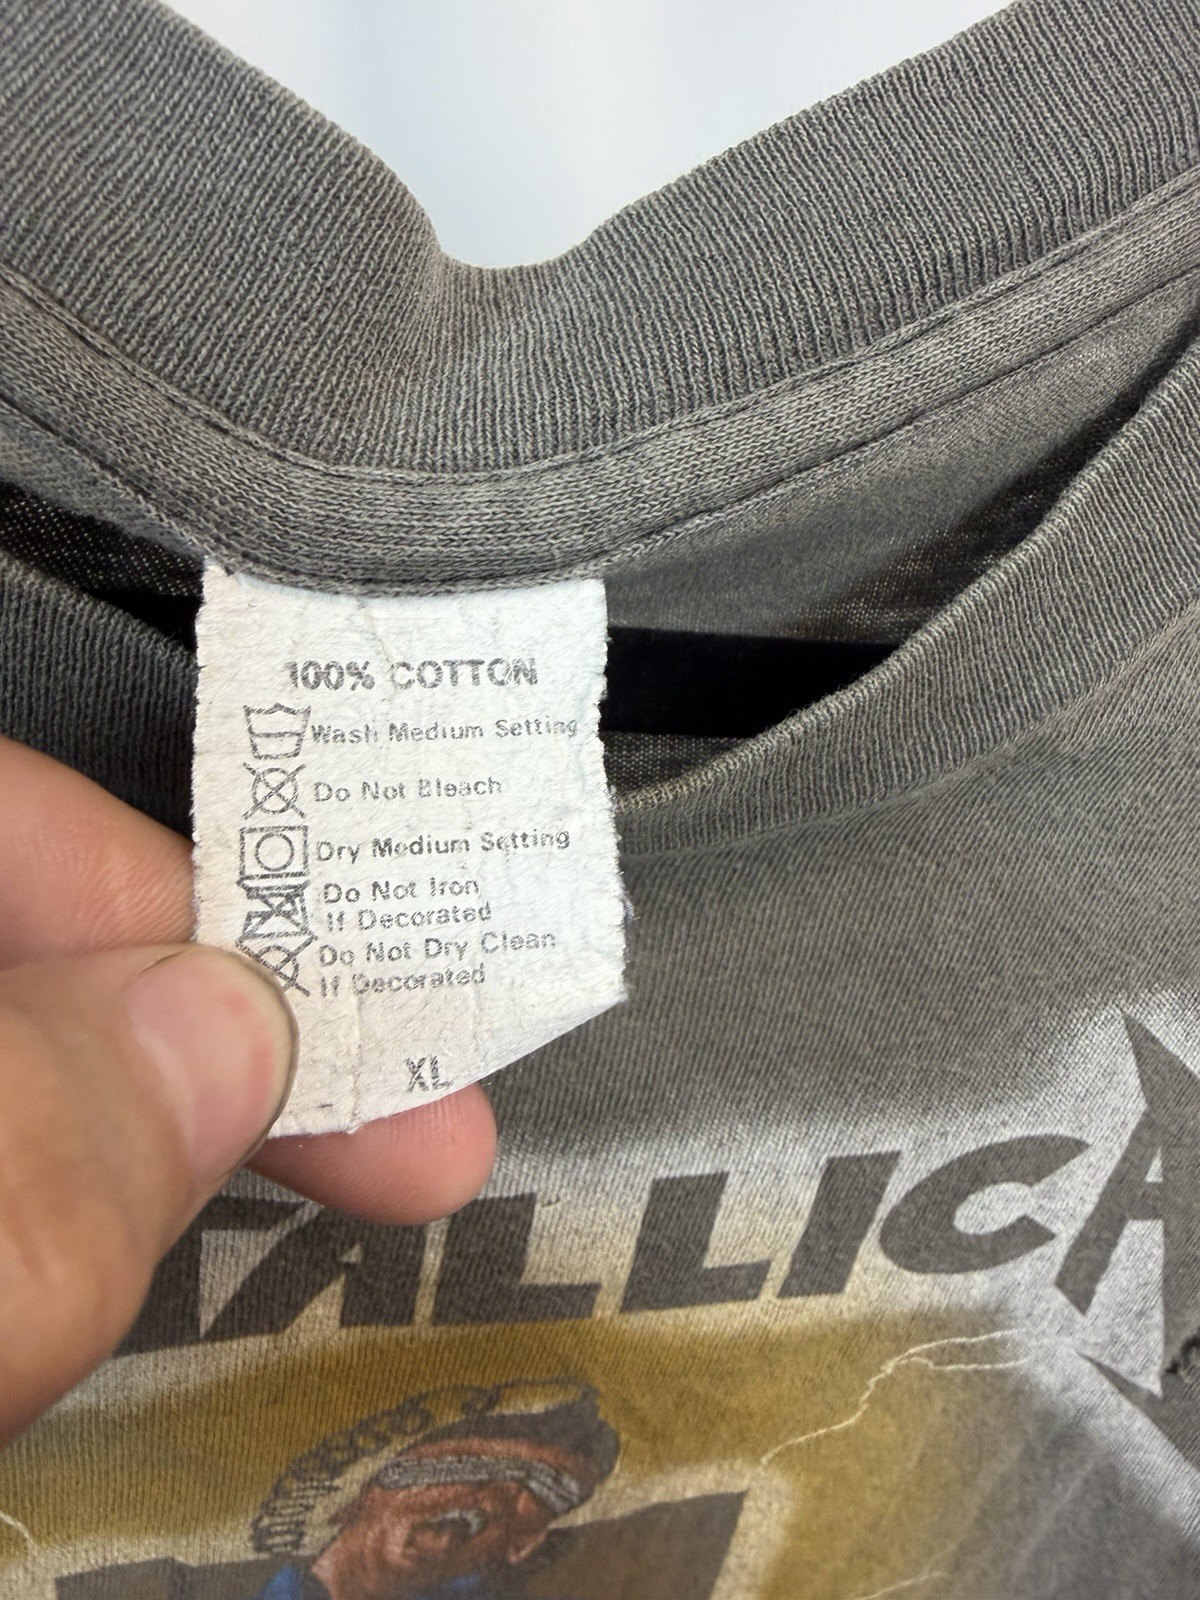 100% COTTON
Wash Medium Setting
Do Not Bleach
Dry Medium Setting
Do Not Iron
If Decorated
Do Not Dry Clean
If Decorated
XL
TALLICA